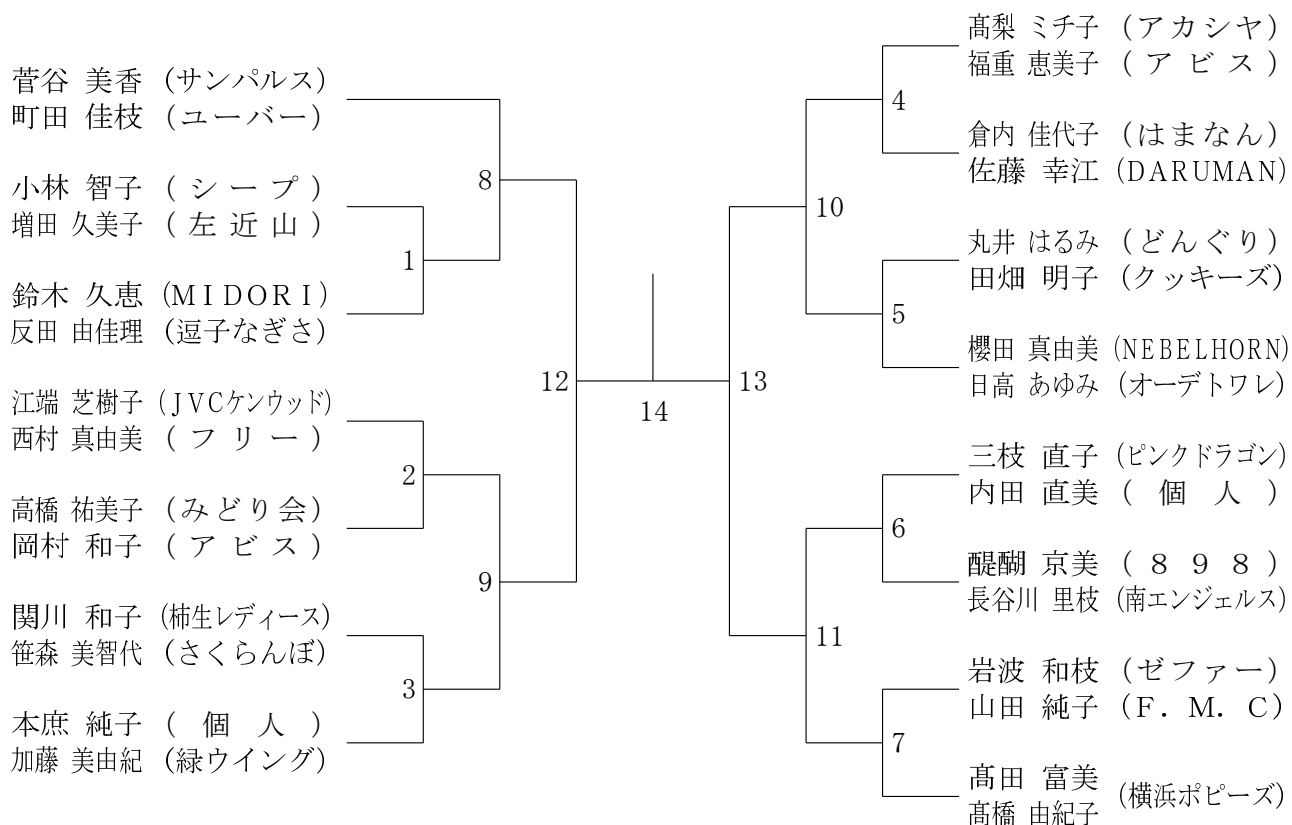 菅谷 美香 (サンパルス)
町田 佳枝 (ユーバー)
小林 智子 (シープ)
増田 久美子 (左近山)
鈴木 久恵 (MIDORI)
反田 由佳理 (逗子なぎさ)
江端 芝樹子 (JVCケンウッド)
西村 真由美 (フリー)
高橋 祐美子 (みどり会)
岡村 和子 (アビス)
関川 和子 (柿生レディース)
笹森 美智代 (さくらんぼ)
本庶 純子 (個人)
加藤 美由紀 (緑ウイング)
8
1
2
9
3
12
14
13
10
11
4
5
6
7
髙梨 ミチ子 (アカシヤ)
福重 恵美子 (アビス)
倉内 佳代子 (はまなん)
佐藤 幸江 (DARUMAN)
丸井 はるみ (どんぐり)
田畑 明子 (クッキーズ)
櫻田 真由美 (NEBELHORN)
日高 あゆみ (オーデトワレ)
三枝 直子 (ピンクドラゴン)
内田 直美 (個人)
醍醐 京美 (898)
長谷川 里枝 (南エンジェルス)
岩波 和枝 (ゼファー)
山田 純子 (F．M．C)
髙田 富美 (横浜ポピーズ)
髙橋 由紀子